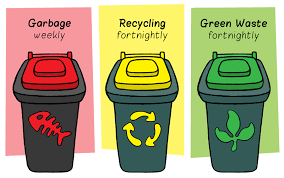 Garbage
weekly
Recycling
fortnightly
Green Waste
fortnightly